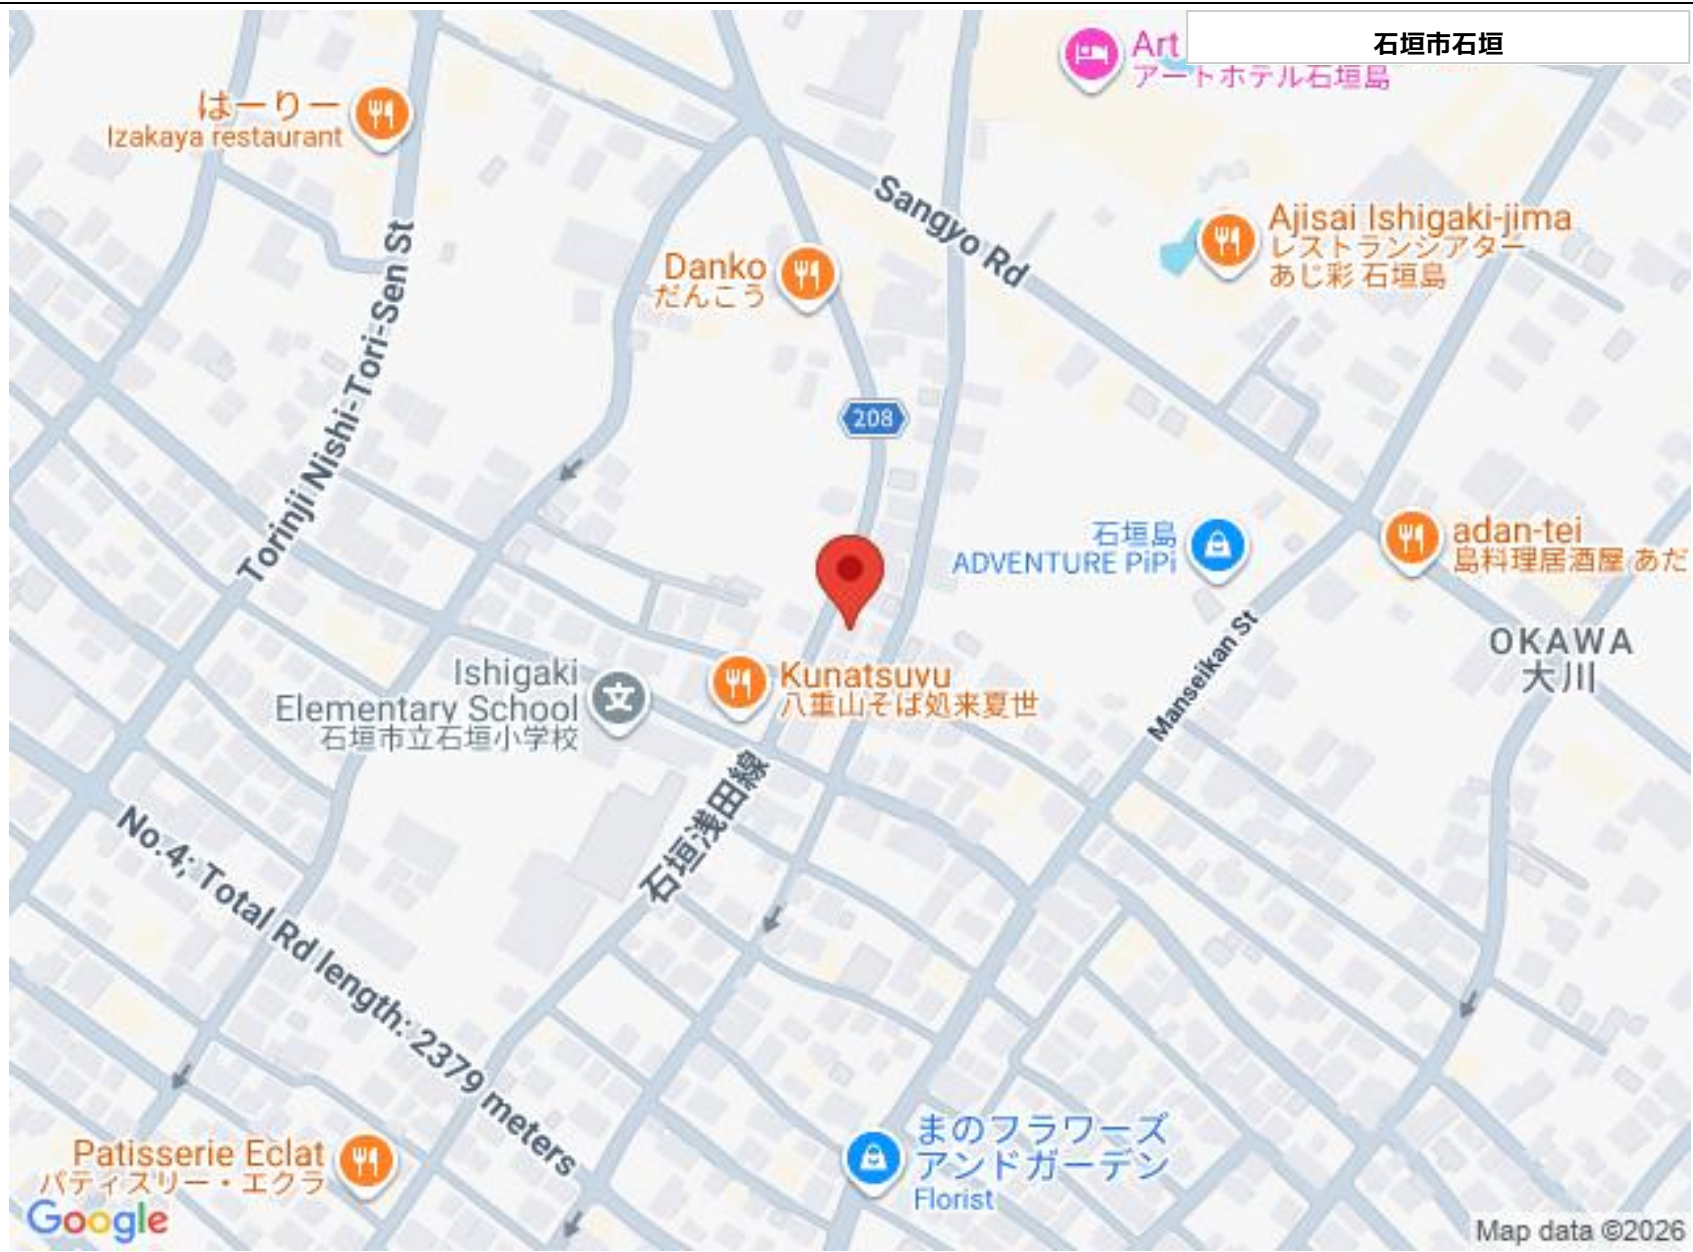 石垣市石垣
Art
アートホテル石垣島
はーりー
Izakaya restaurant
Sangyo Rd
Ajisai Ishigaki-jima
レストランシアター
あじ彩 石垣島
Danko
だんこう
Torinji Nishi-Tori-Sen St
208
石垣島
ADVENTURE PiPi
adan-tei
島料理居酒屋 あだ
OKAWA
大川
Manseikan St
Ishigaki
Elementary School
石垣市立石垣小学校
Kunatsuvu
八重山そば処来夏世
石垣浅田線
No.4; Total Rd length: 2379 meters
まのフラワーズ
アンドガーデン
Florist
Patisserie Eclat
パティスリー・エクラ
Google
Map data ©2026